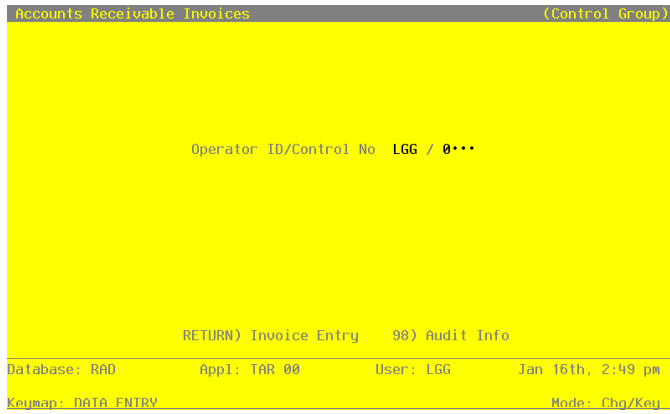 Accounts Receivable Invoices (Control Group)
Operator ID/Control No LGG / 0•••
RETURN) Invoice Entry 98) Audit Info
Database: RAD Appl: TAR 00 User: LGG Jan 16th, 2:49 pm
Keymap: DATA ENTRY Mode: Chg/Key